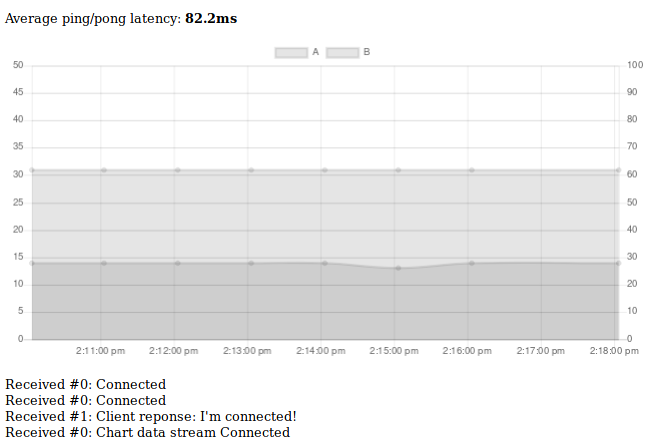 Average ping/pong latency: 82.2ms
A B
50 100
45 90
40 80
35 70
30 60
25 50
20 40
15 30
10 20
5 10
0 0
2:11:00 pm 2:12:00 pm 2:13:00 pm 2:14:00 pm 2:15:00 pm 2:16:00 pm 2:17:00 pm 2:18:00 pm
Received #0: Connected
Received #0: Connected
Received #1: Client reponse: I'm connected!
Received #0: Chart data stream Connected